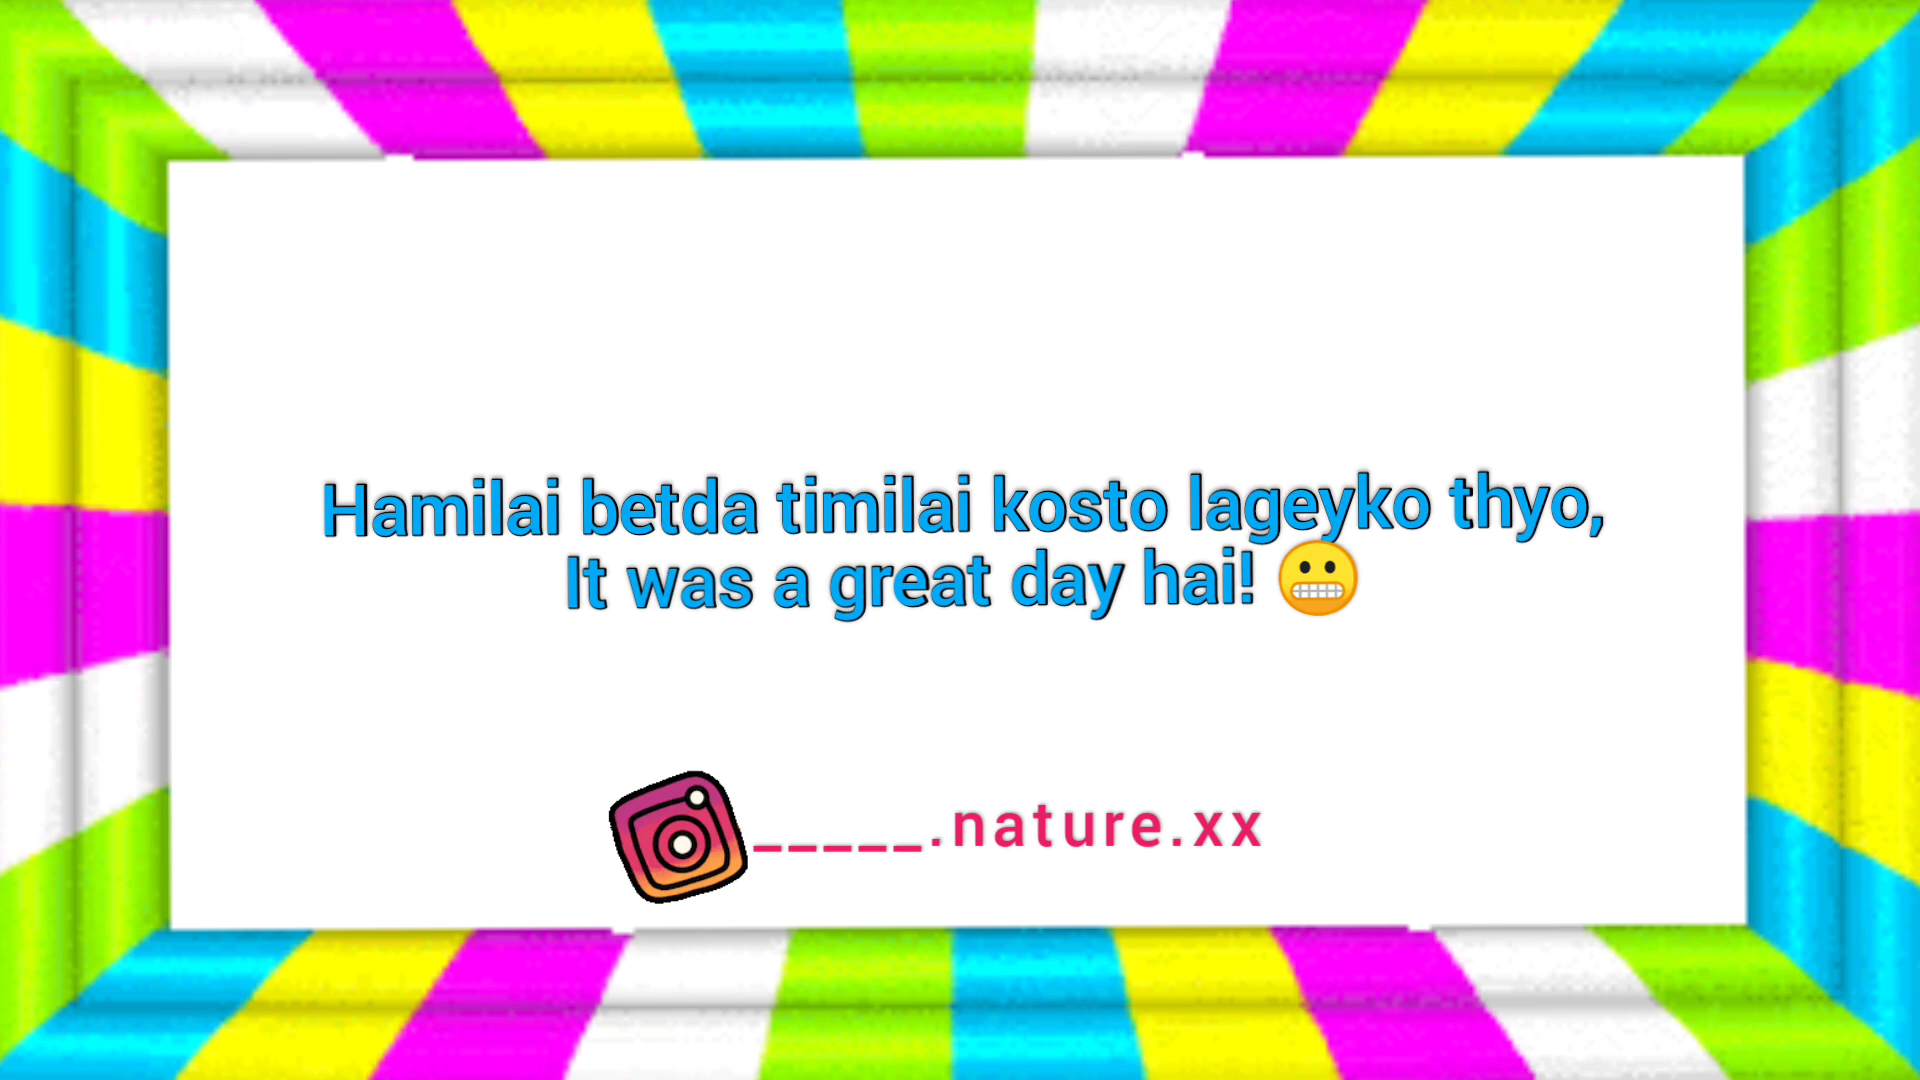 Hamilai betda timilai kosto lageyko thyo,
It was a great day hai! 😬
_____.nature.xx